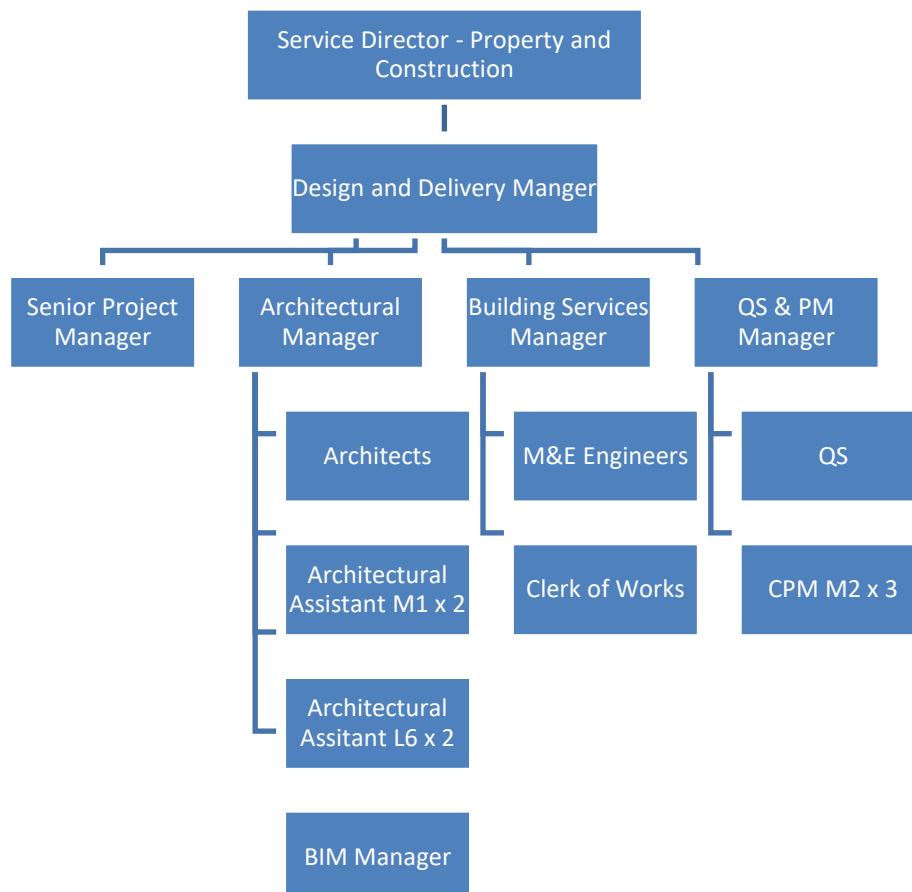 Service Director - Property and
Construction
Design and Delivery Manger
Senior Project
Manager
Architectural
Manager
Building Services
Manager
QS & PM
Manager
Architects
M&E Engineers
QS
Architectural
Assistant M1 x 2
Clerk of Works
CPM M2 x 3
Architectural
Assitant L6 x 2
BIM Manager